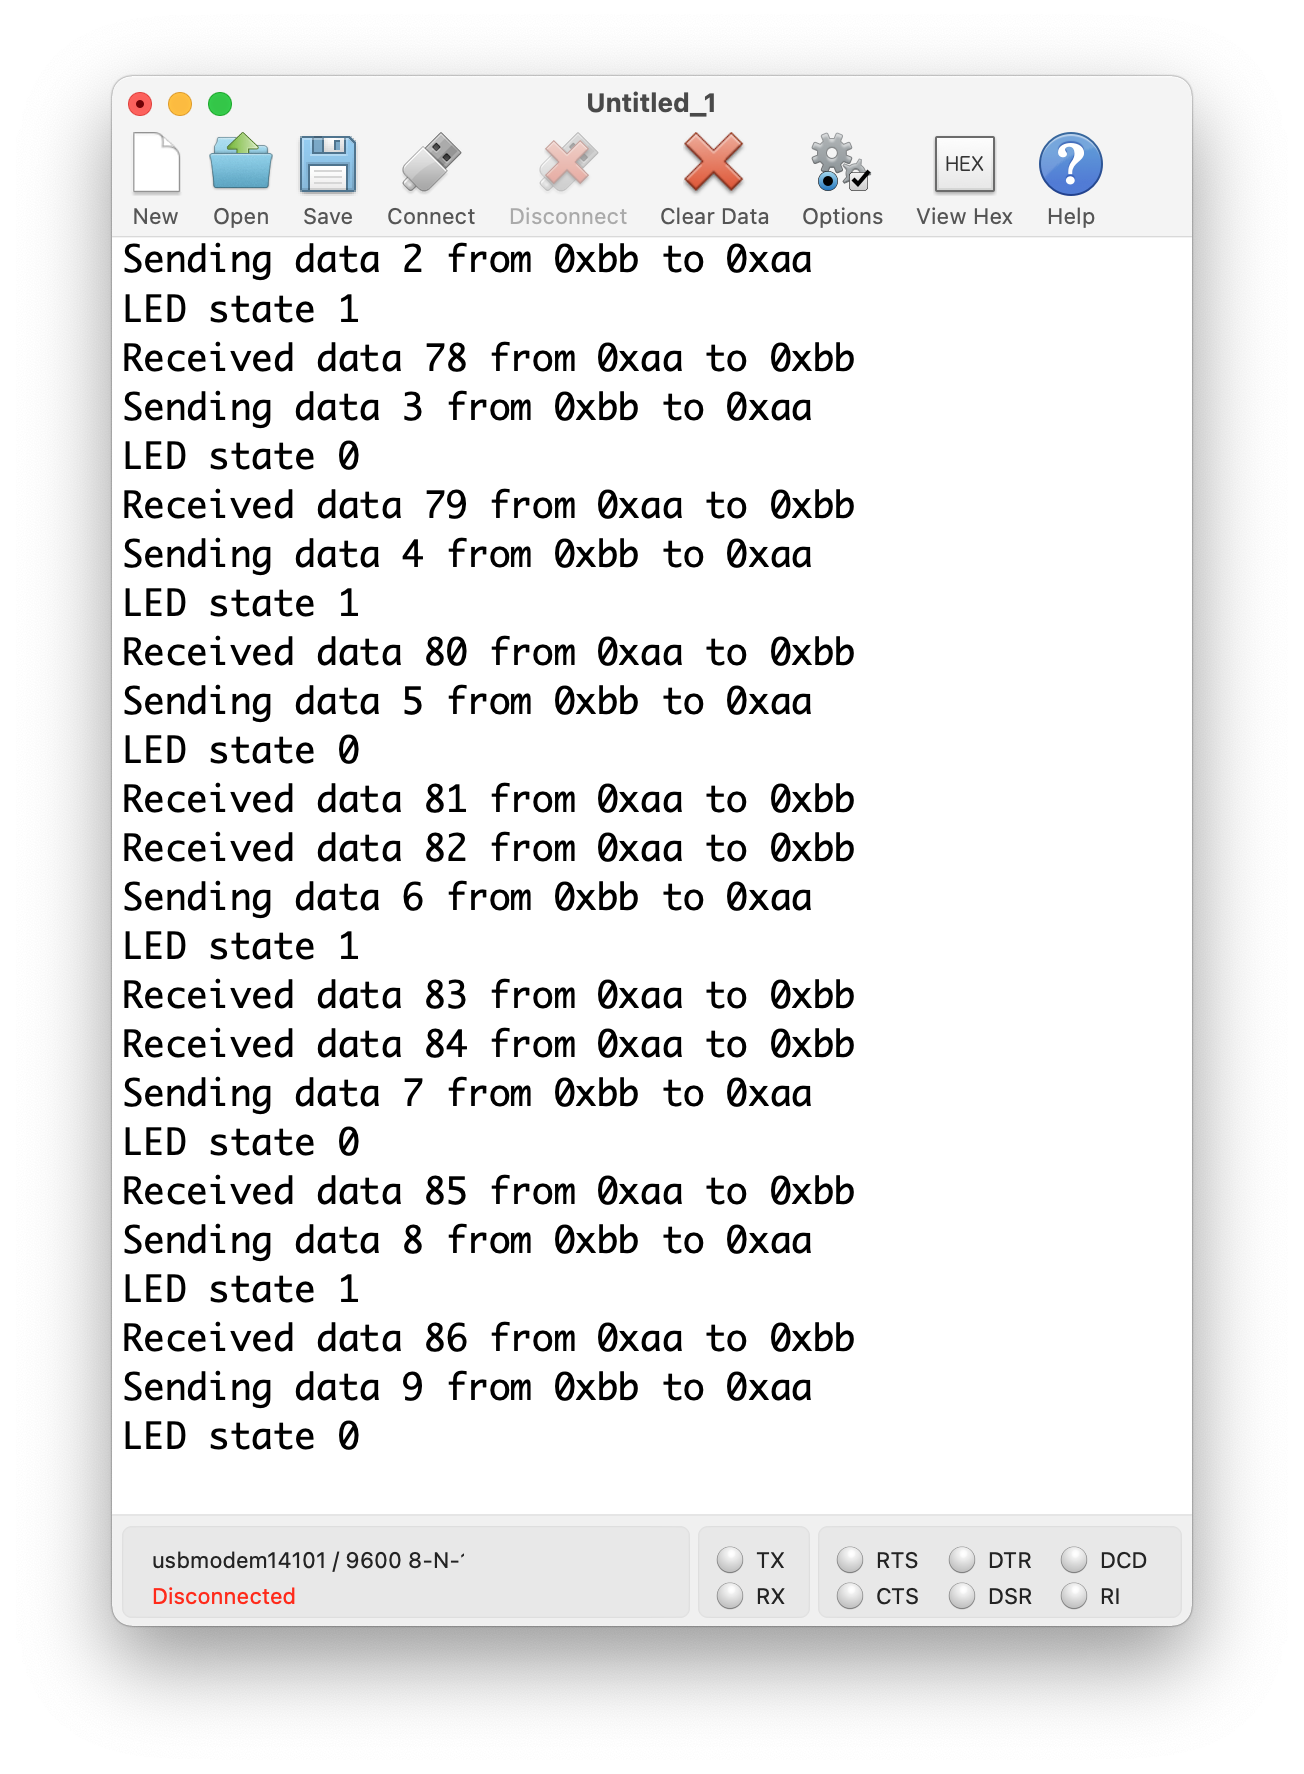 Untitled_1
New Open Save Connect Disconnect Clear Data Options HEX View Hex Help
Sending data 2 from 0xbb to 0xaa
LED state 1
Received data 78 from 0xaa to 0xbb
Sending data 3 from 0xbb to 0xaa
LED state 0
Received data 79 from 0xaa to 0xbb
Sending data 4 from 0xbb to 0xaa
LED state 1
Received data 80 from 0xaa to 0xbb
Sending data 5 from 0xbb to 0xaa
LED state 0
Received data 81 from 0xaa to 0xbb
Received data 82 from 0xaa to 0xbb
Sending data 6 from 0xbb to 0xaa
LED state 1
Received data 83 from 0xaa to 0xbb
Received data 84 from 0xaa to 0xbb
Sending data 7 from 0xbb to 0xaa
LED state 0
Received data 85 from 0xaa to 0xbb
Sending data 8 from 0xbb to 0xaa
LED state 1
Received data 86 from 0xaa to 0xbb
Sending data 9 from 0xbb to 0xaa
LED state 0
usbmodem14101 / 9600 8-N-
Disconnected
TX
RX
RTS DTR DCD
CTS DSR RI